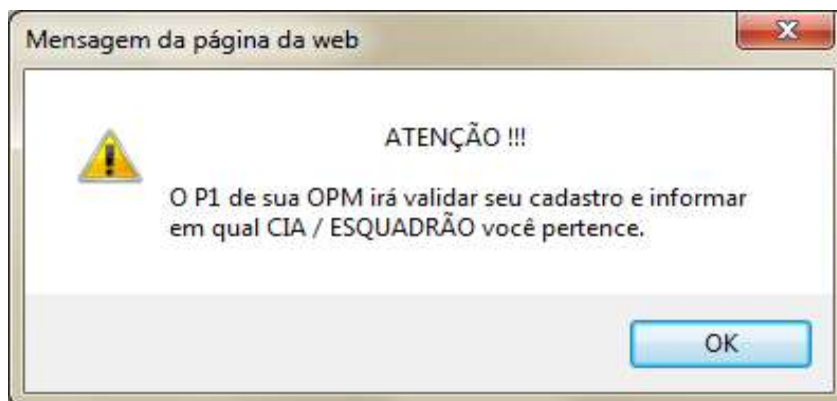 Mensagem da página da web
ATENÇÃO !!!
O P1 de sua OPM irá validar seu cadastro e informar
em qual CIA / ESQUADRÃO você pertence.
OK